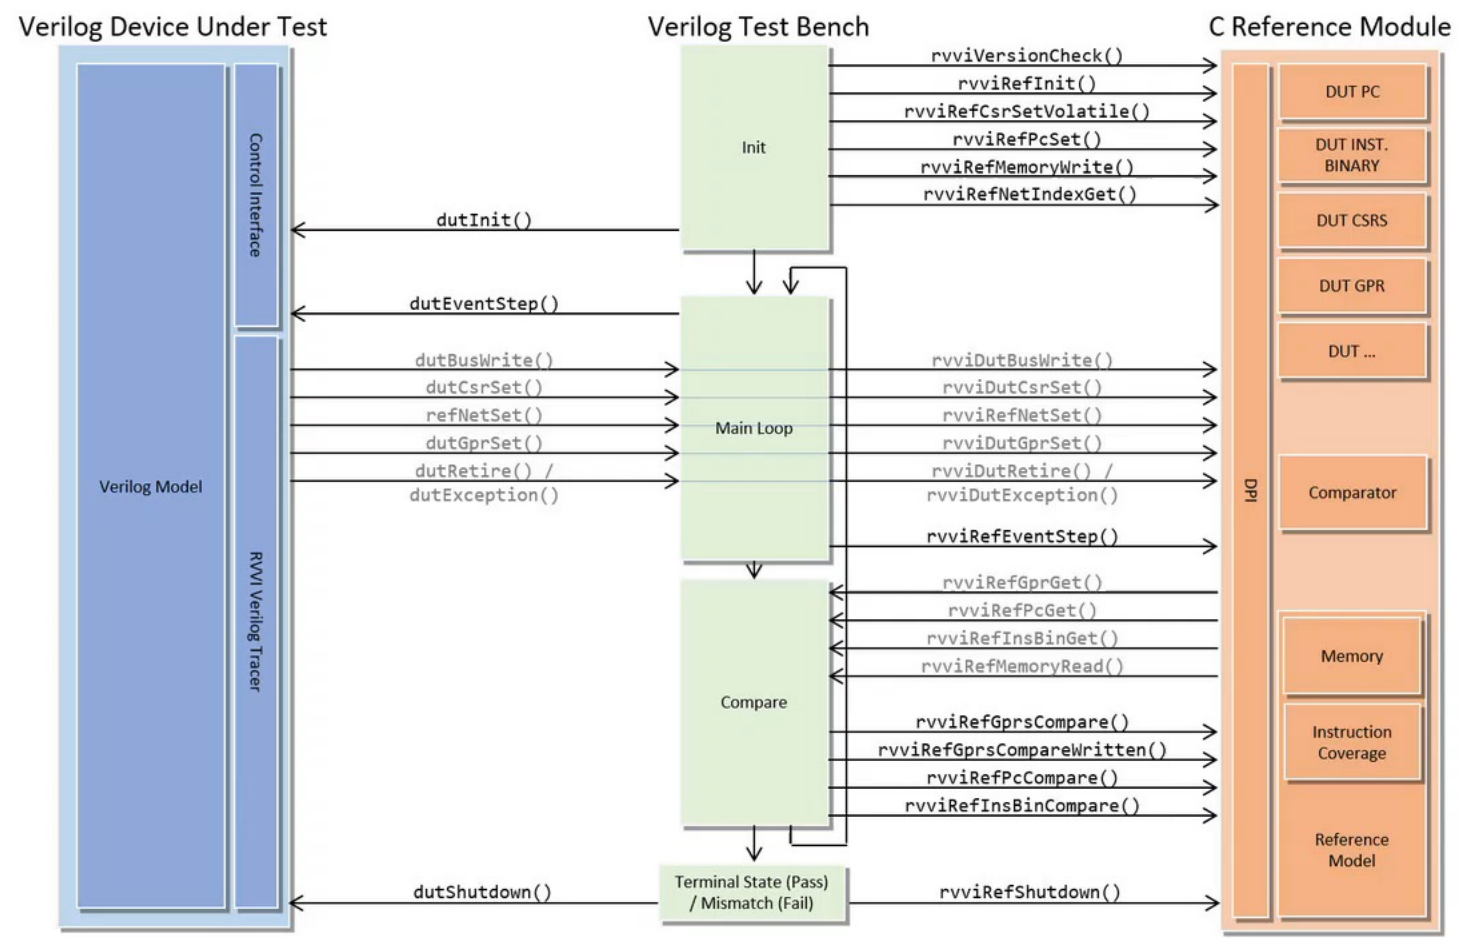 Verilog Device Under Test
Verilog Test Bench
C Reference Module
Verilog Model
Control Interface
RVVI Verilog Tracer
dutInit()
dutEventStep()
dutBusWrite()
dutCsrSet()
refNetSet()
dutGprSet()
dutRetire() /
dutException()
dutShutdown()
Init
Main Loop
Compare
Terminal State (Pass)
/ Mismatch (Fail)
rvviVersionCheck()
rvviRefInit()
rvviRefCsrSetVolatile()
rvviRefPcSet()
rvviRefMemoryWrite()
rvviRefNetIndexGet()
rvviDutBusWrite()
rvviDutCsrSet()
rvviRefNetSet()
rvviDutGprSet()
rvviDutRetire() /
rvviDutException()
rvviRefEventStep()
rvviRefGprGet()
rvviRefPcGet()
rvviRefInsBinGet()
rvviRefMemoryRead()
rvviRefGprsCompare()
rvviRefGprsCompareWritten()
rvviRefPcCompare()
rvviRefInsBinCompare()
rvviRefShutdown()
DPI
DUT PC
DUT INST.
BINARY
DUT CSRS
DUT GPR
DUT ...
Comparator
Memory
Instruction
Coverage
Reference
Model